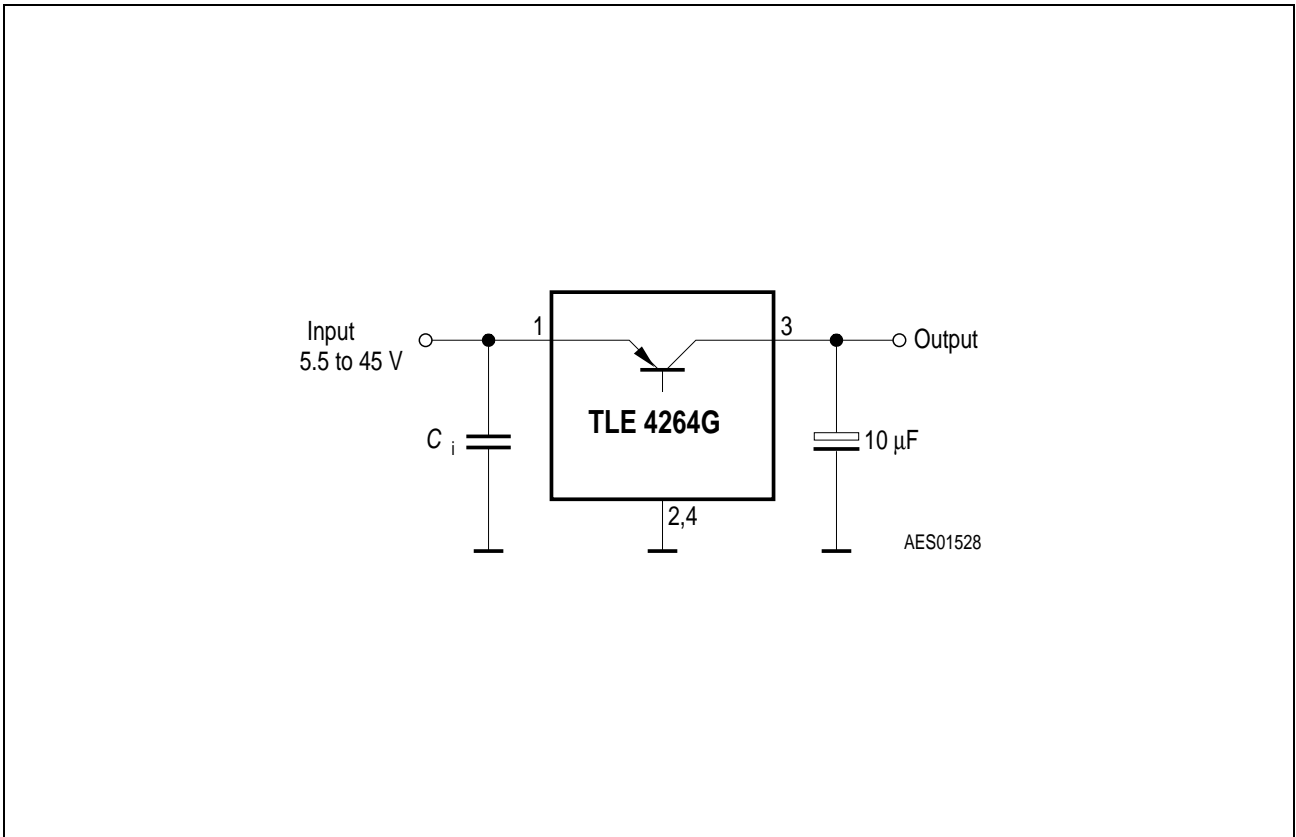 Input
5.5 to 45 V
1
3
Output
TLE 4264G
C i
10 μF
2,4
AES01528